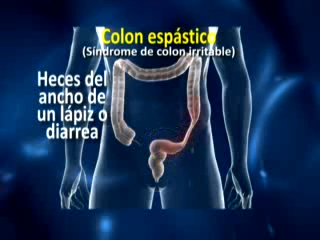 Colon espástico
(Síndrome de colon irritable)
Heces del
ancho de
un lápiz o
diarrea